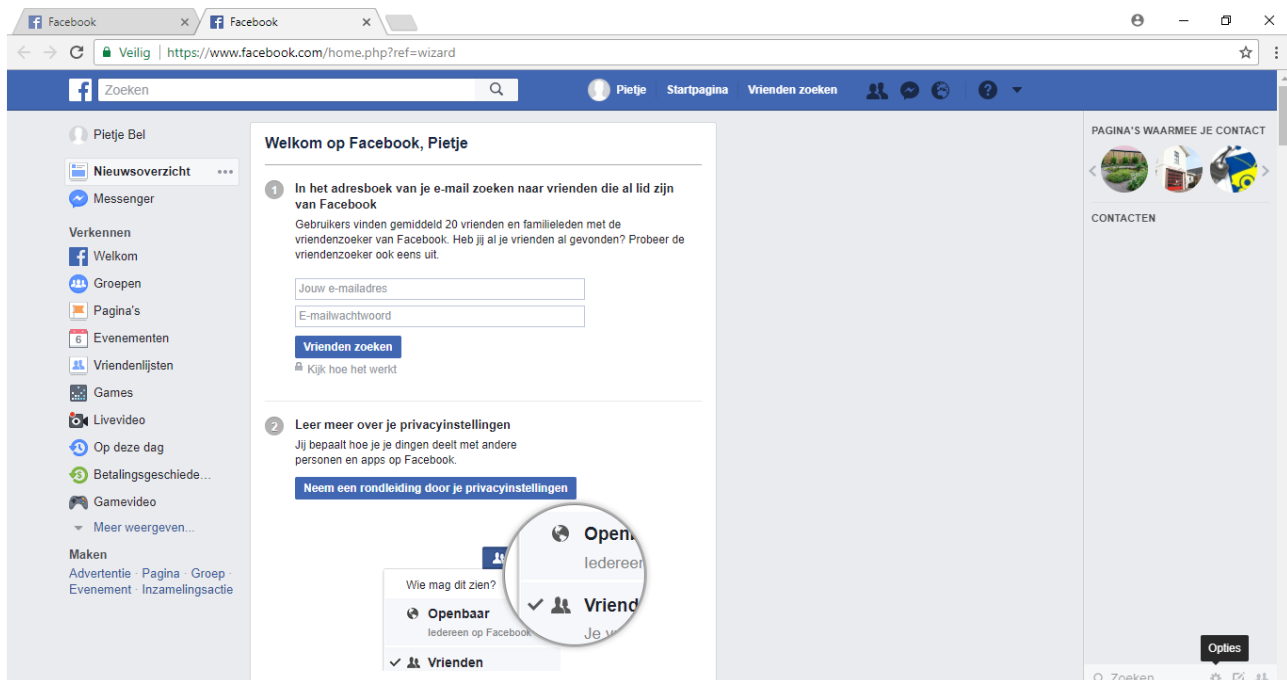 Facebook
Facebook
Veilig https://www.facebook.com/home.php?ref=wizard
Zoeken
Pietje Startpagina Vrienden zoeken
Pietje Bel
Nieuwsoverzicht
Messenger
Verkennen
Welkom
Groepen
Pagina's
6 Evenementen
Vriendenlijsten
Games
Livevideo
Op deze dag
Betalingsgeschiede...
Gamevideo
Meer weergeven...
Maken
Advertentie · Pagina · Groep ·
Evenement · Inzamelingsactie
Welkom op Facebook, Pietje
1 In het adresboek van je e-mail zoeken naar vrienden die al lid zijn
van Facebook
Gebruikers vinden gemiddeld 20 vrienden en familieleden met de
vriendenzoeker van Facebook. Heb jij al je vrienden al gevonden? Probeer de
vriendenzoeker ook eens uit.
Jouw e-mailadres
E-mailwachtwoord
Vrienden zoeken
Kijk hoe het werkt
2 Leer meer over je privacyinstellingen
Jij bepaalt hoe je je dingen deelt met andere
personen en apps op Facebook.
Neem een rondleiding door je privacyinstellingen
Wie mag dit zien?
Openbaar
Iedereen op Facebook
Vrienden
Openb
Iedereen
Vriend
Je v
PAGINA'S WAARMEE JE CONTACT
CONTACTEN
Opties
Zoeken